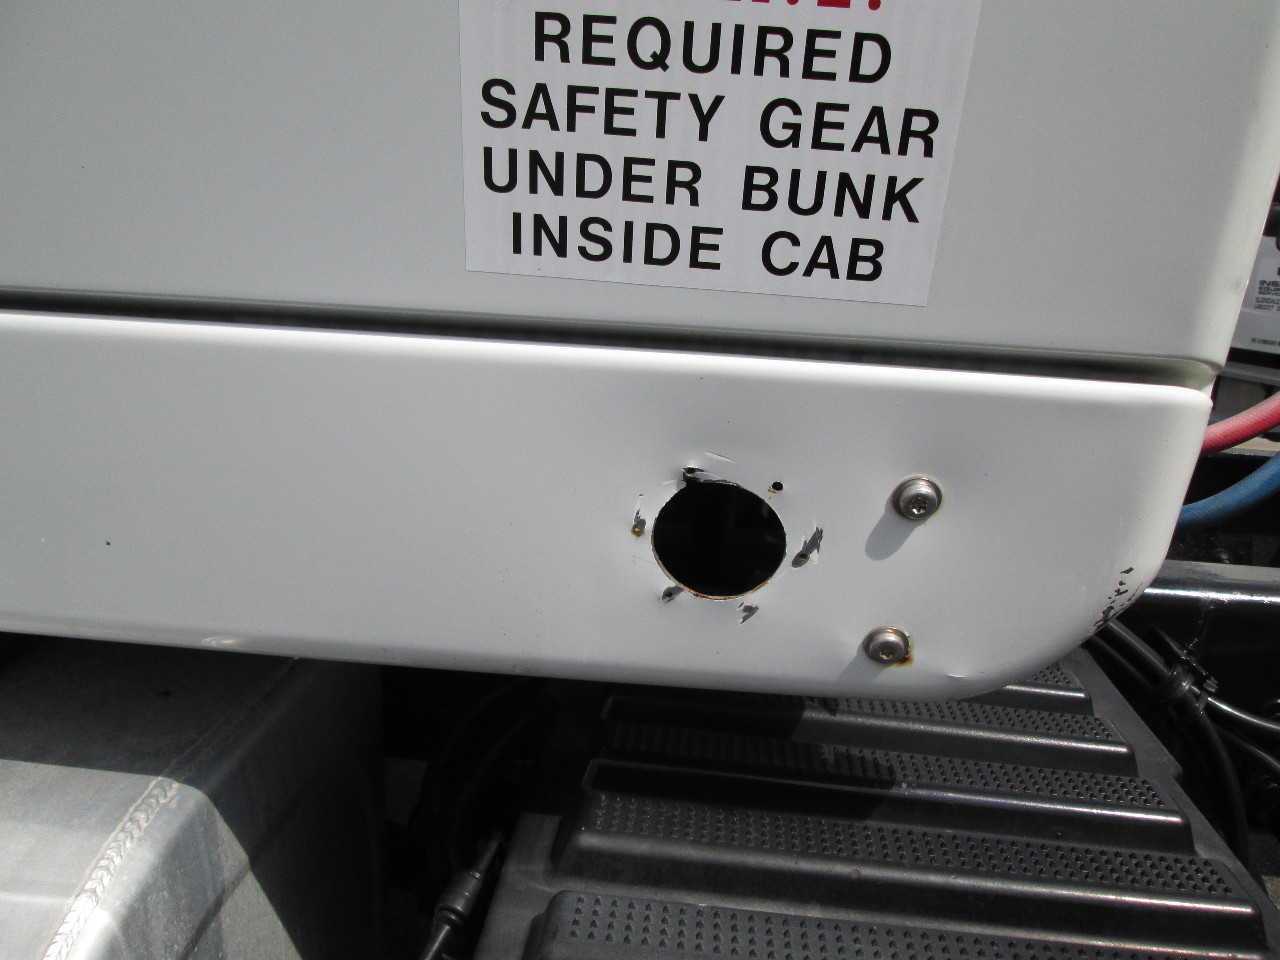 REQUIRED
SAFETY GEAR
UNDER BUNK
INSIDE CAB